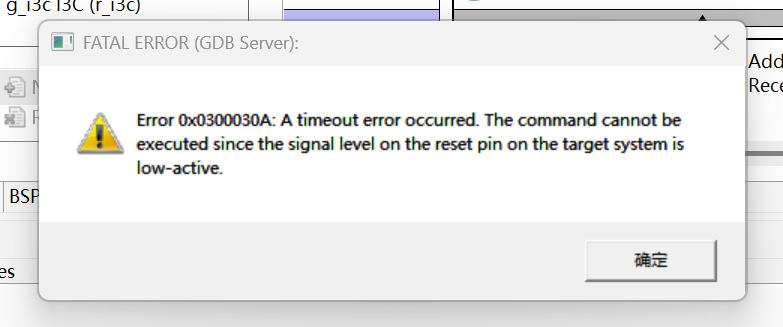 g_i3c I3C (r_i3c)
FATAL ERROR (GDB Server):
Add
Rece
Error 0x0300030A: A timeout error occurred. The command cannot be
executed since the signal level on the reset pin on the target system is
low-active.
BSP
es
确定